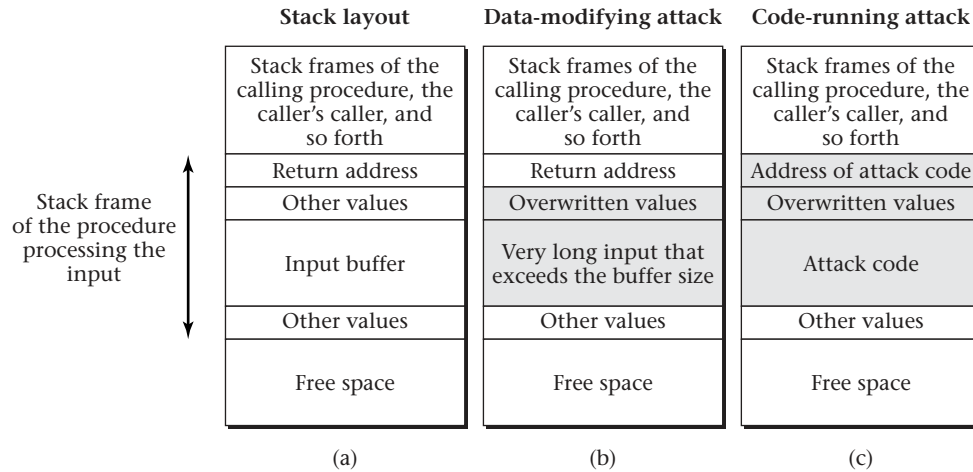 Stack layout
Data-modifying attack
Code-running attack
Stack frame
of the procedure
processing the
input
Stack frames of the
calling procedure, the
caller's caller, and
so forth
Return address
Other values
Input buffer
Other values
Free space
(a)
Stack frames of the
calling procedure, the
caller's caller, and
so forth
Return address
Overwritten values
Very long input that
exceeds the buffer size
Other values
Free space
(b)
Stack frames of the
calling procedure, the
caller's caller, and
so forth
Address of attack code
Overwritten values
Attack code
Other values
Free space
(c)